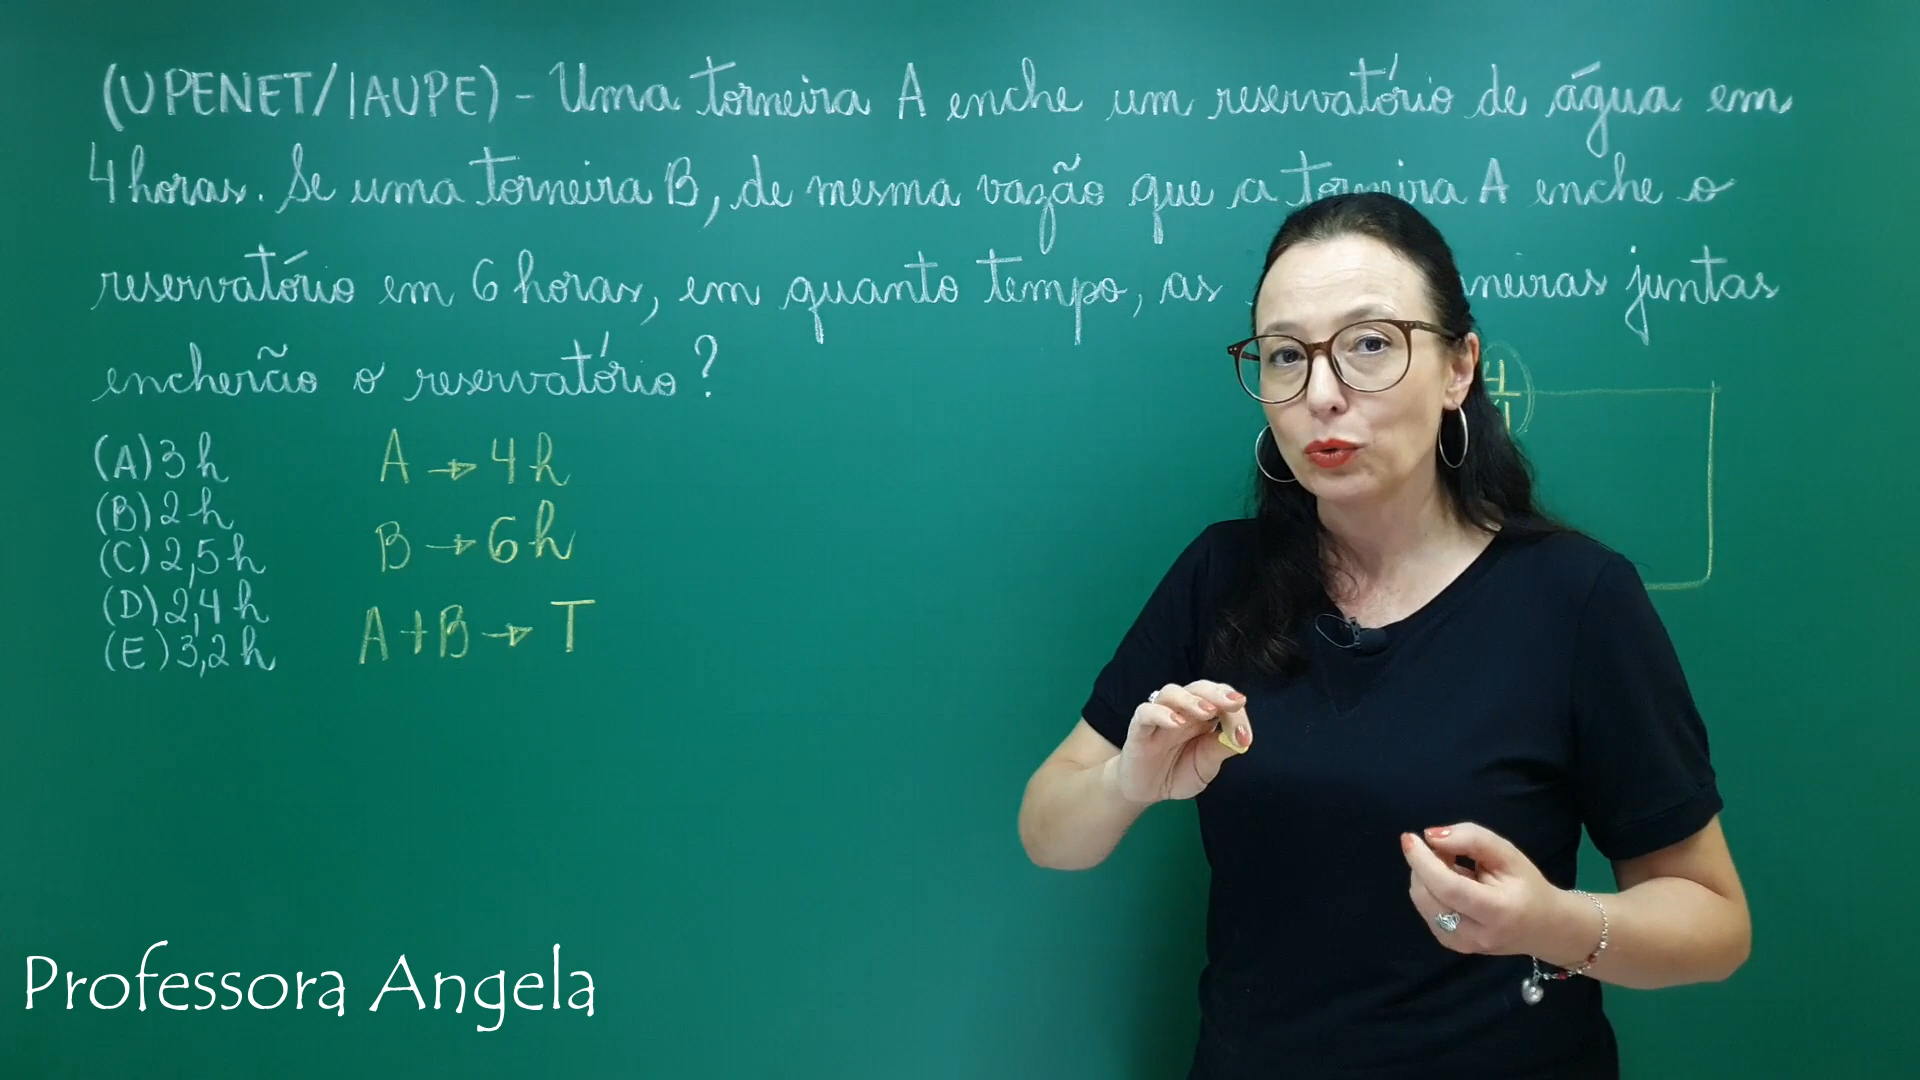 (UPENET/IAUPE) - Uma torneira A enche um reservatório de água em
4 horas. Se uma torneira B, de mesma vazão que a torneira A enche o
reservatório em 6 horas, em quanto tempo, as neiras juntas
encherão o reservatório?
(A) 3 h
(B) 2 h
(C) 2,5 h
(D) 2,4 h
(E) 3,2 h
A → 4 h
B → 6 h
A + B → T
Professora Angela